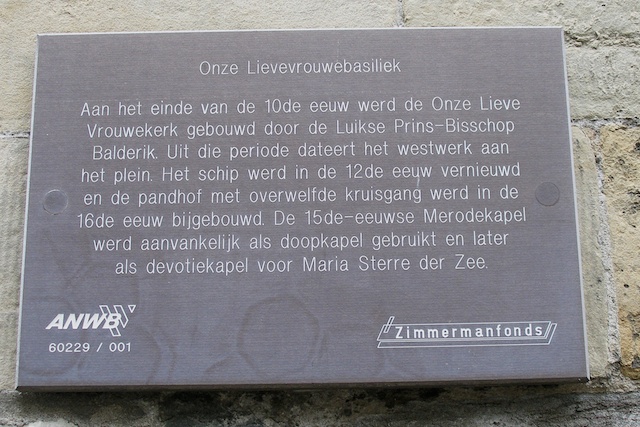 Onze Lievevrouwebasiliek
Aan het einde van de 10de eeuw werd de Onze Lieve
Vrouwekerk gebouwd door de Luikse Prins-Bisschop
Balderik. Uit die periode dateert het westwerk aan
het plein. Het schip werd in de 12de eeuw vernieuwd
en de pandhof met overwelfde kruisgang werd in de
16de eeuw bijgebouwd. De 15de-eeuwse Merodekapel
werd aanvankelijk als doopkapel gebruikt en later
als devotiekapel voor Maria Sterre der Zee.
ANWB
60229 / 001
Zimmermanfonds